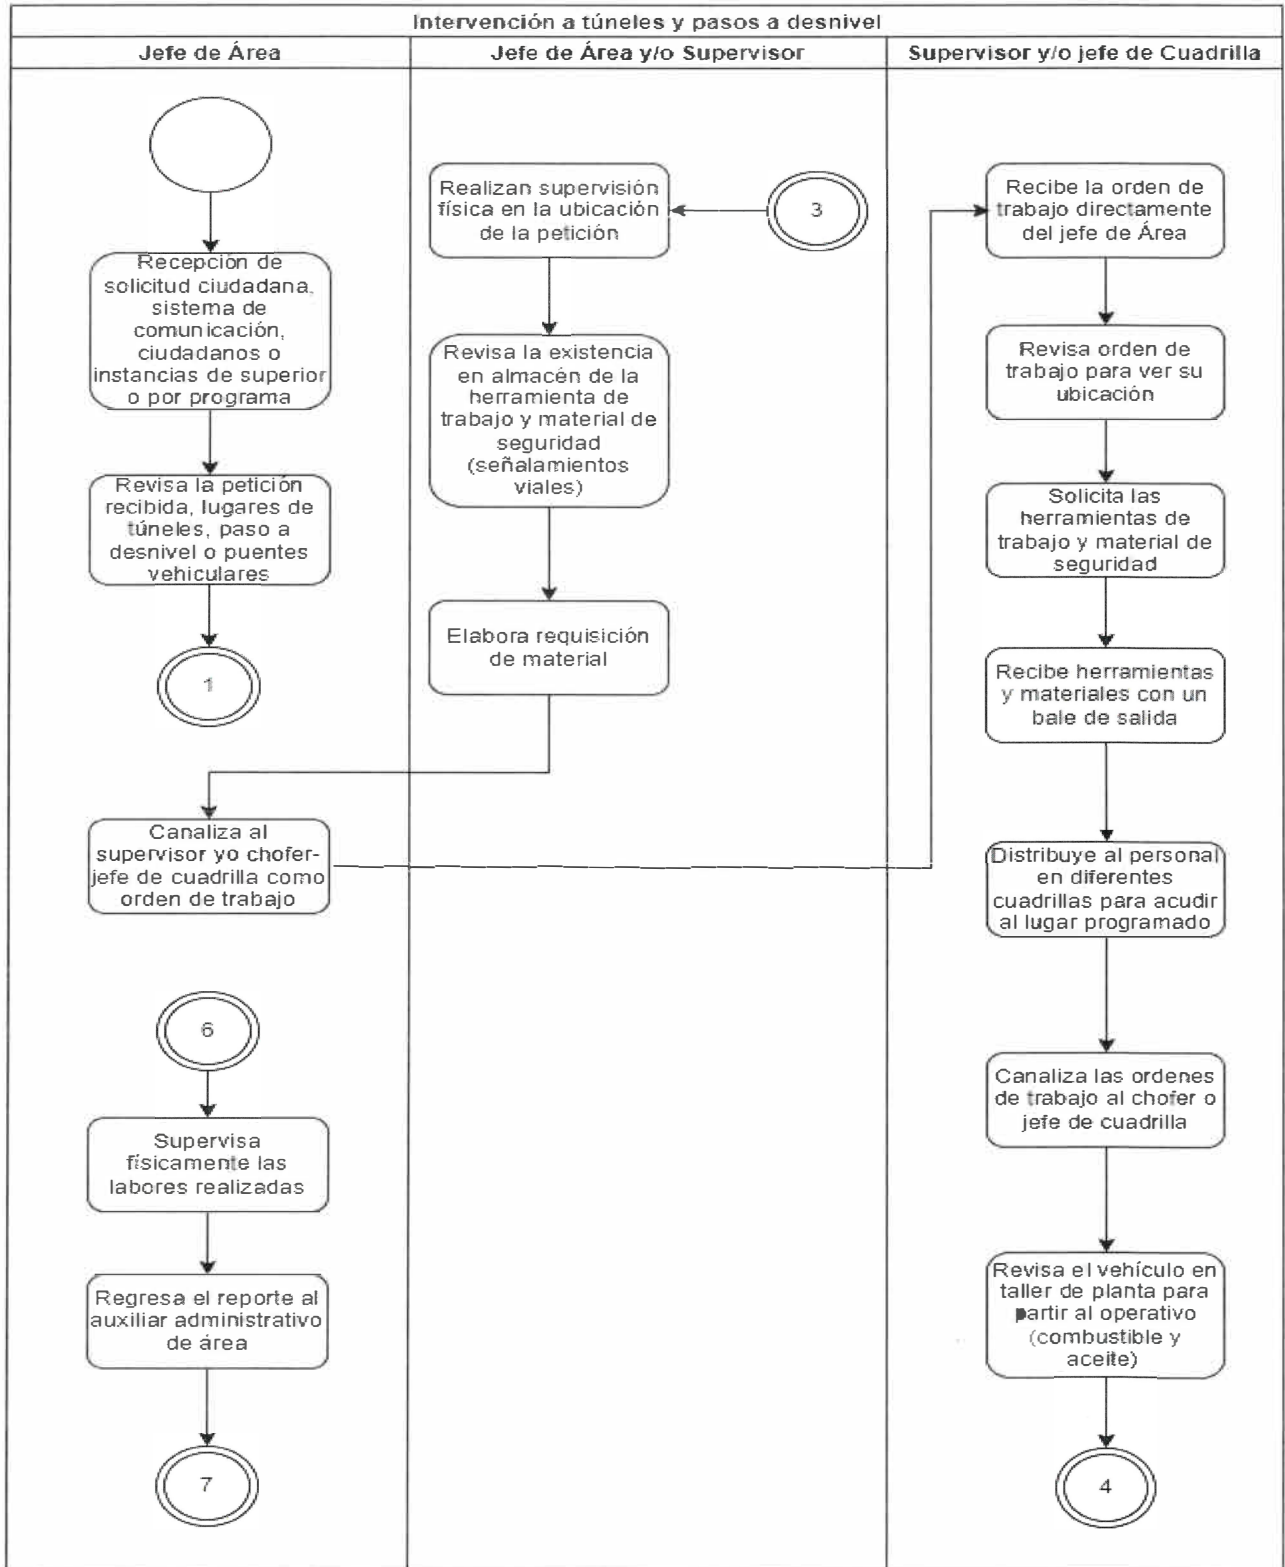 Intervención a túneles y pasos a desnivel
Jefe de Área
Jefe de Área y/o Supervisor
Supervisor y/o jefe de Cuadrilla
Recepción de
solicitud ciudadana,
sistema de
comunicación,
ciudadanos o
instancias de superior
o por programa
Revisa la petición
recibida, lugares de
túneles, paso a
desnivel o puentes
vehiculares
1
Canaliza al
supervisor yo chofer-
jefe de cuadrilla como
orden de trabajo
6
Supervisa
físicamente las
labores realizadas
Regresa el reporte al
auxiliar administrativo
de área
7
Realizan supervisión
física en la ubicación
de la petición
3
Revisa la existencia
en almacén de la
herramienta de
trabajo y material de
seguridad
(señalamientos
viales)
Elabora requisición
de material
Recibe la orden de
trabajo directamente
del jefe de Área
Revisa orden de
trabajo para ver su
ubicación
Solicita las
herramientas de
trabajo y material de
seguridad
Recibe herramientas
y materiales con un
bale de salida
Distribuye al personal
en diferentes
cuadrillas para acudir
al lugar programado
Canaliza las ordenes
de trabajo al chofer o
jefe de cuadrilla
Revisa el vehículo en
taller de planta para
partir al operativo
(combustible y
aceite)
4